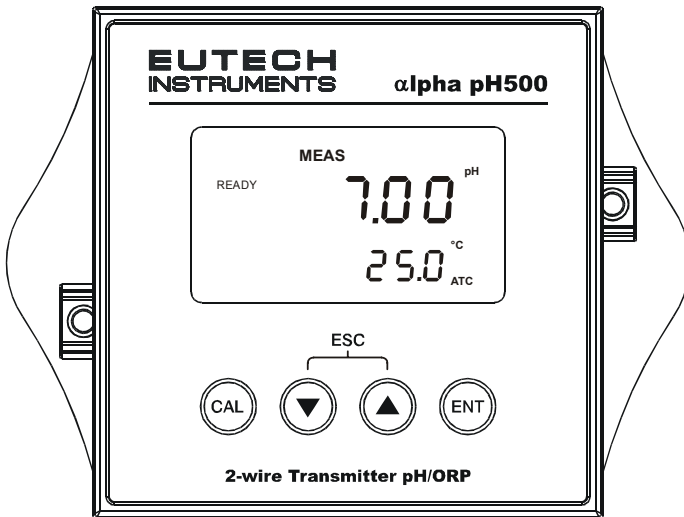 EUTECH
INSTRUMENTS
αlpha pH500
MEAS
READY
7.00 pH
25.0 °C
ATC
ESC
CAL
ENT
2-wire Transmitter pH/ORP